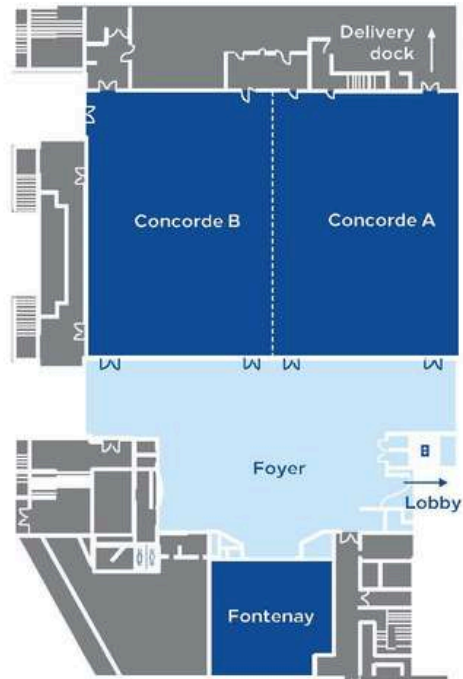 Delivery
dock
Concorde B
Concorde A
Foyer
Lobby
Fontenay